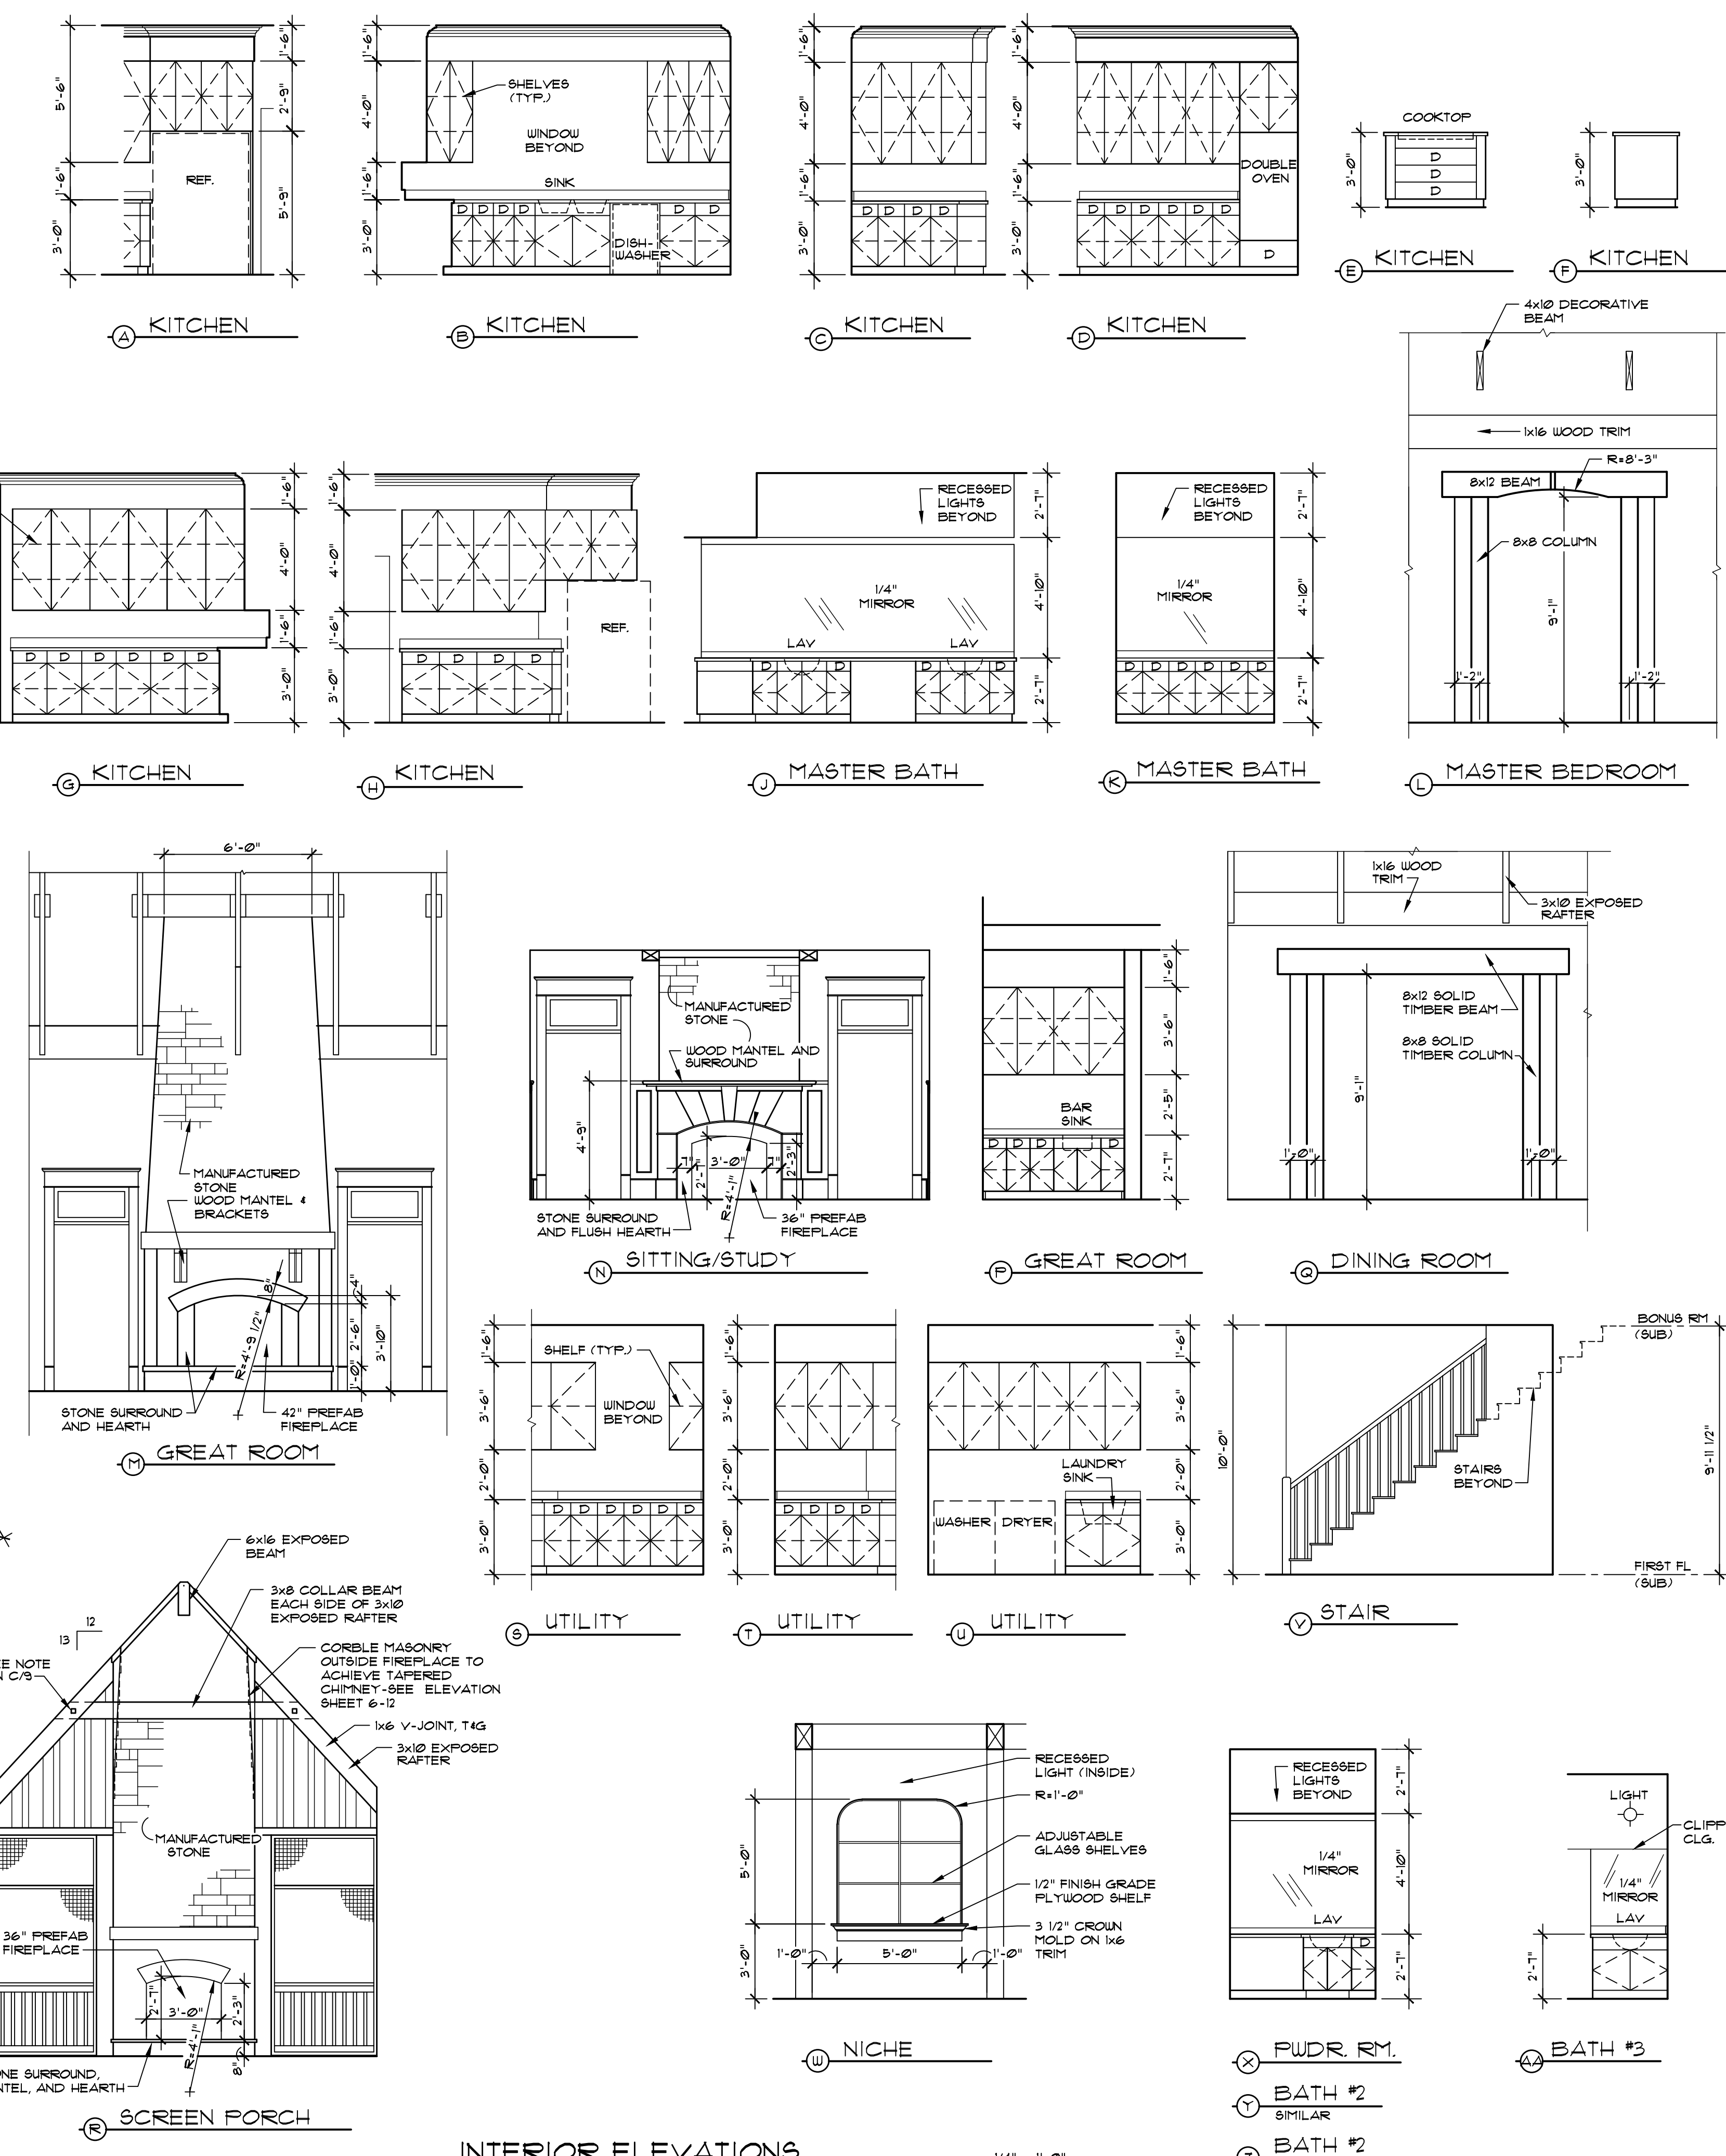 5'-6"
1'-6"
3'-0"
REF.
1'-6"
2'-9"
5'-9"
A KITCHEN
1'-6"
4'-0"
1'-6"
3'-0"
SHELVES
(TYP.)
WINDOW
BEYOND
SINK
D D D D D D
DISH-
WASHER
B KITCHEN
1'-6"
4'-0"
1'-6"
3'-0"
D D D D
C KITCHEN
1'-6"
4'-0"
1'-6"
3'-0"
DOUBLE
OVEN
D D D D D D
D
D KITCHEN
COOKTOP
3'-0"
D
D
D
E KITCHEN
3'-0"
F KITCHEN
D D D D D D
1'-6"
4'-0"
1'-6"
3'-0"
G KITCHEN
1'-6"
4'-0"
1'-6"
3'-0"
REF.
D D D D
H KITCHEN
RECESSED
LIGHTS
BEYOND
1/4"
MIRROR
LAV LAV
D D D D
2'-7"
4'-10"
2'-7"
J MASTER BATH
RECESSED
LIGHTS
BEYOND
1/4"
MIRROR
D D D D D D
2'-7"
4'-10"
2'-7"
K MASTER BATH
4x10 DECORATIVE
BEAM
1x16 WOOD TRIM
R=8'-3"
8x12 BEAM
8x8 COLUMN
9'-1"
1'-2" 1'-2"
L MASTER BEDROOM
6'-0"
MANUFACTURED
STONE
WOOD MANTEL &
BRACKETS
8"
R=4'-9 1/2"
4"
2'-6"
1'-0"
3'-10"
STONE SURROUND
AND HEARTH
42" PREFAB
FIREPLACE
M GREAT ROOM
MANUFACTURED
STONE
WOOD MANTEL AND
SURROUND
4'-9"
7" 3'-0" 7"
2'-7"
2'-3"
R=4'-1"
STONE SURROUND
AND FLUSH HEARTH
36" PREFAB
FIREPLACE
N SITTING/STUDY
1'-6"
3'-6"
2'-5"
2'-7"
BAR
SINK
D D D D D
P GREAT ROOM
1x16 WOOD
TRIM
3x10 EXPOSED
RAFTER
8x12 SOLID
TIMBER BEAM
8x8 SOLID
TIMBER COLUMN
9'-1"
1'-0" 1'-0"
Q DINING ROOM
1'-6"
3'-6"
2'-0"
3'-0"
SHELF (TYP.)
WINDOW
BEYOND
D D D D D D
S UTILITY
1'-6"
3'-6"
2'-0"
3'-0"
D D D D
T UTILITY
LAUNDRY
SINK
WASHER DRYER
1'-6"
3'-6"
2'-0"
3'-0"
U UTILITY
10'-0"
STAIRS
BEYOND
BONUS RM
(SUB)
9'-11 1/2"
FIRST FL
(SUB)
V STAIR
6x16 EXPOSED
BEAM
3x8 COLLAR BEAM
EACH SIDE OF 3x10
EXPOSED RAFTER
12
13
CORBLE MASONRY
OUTSIDE FIREPLACE TO
ACHIEVE TAPERED
CHIMNEY-SEE ELEVATION
SHEET 6-12
NOTE
C/9
1x6 V-JOINT, T&G
3x10 EXPOSED
RAFTER
MANUFACTURED
STONE
36" PREFAB
FIREPLACE
2'-7"
3'-0"
2'-3"
R=4'-1"
8"
SURROUND,
AND HEARTH
R SCREEN PORCH
RECESSED
LIGHT (INSIDE)
R=1'-0"
ADJUSTABLE
GLASS SHELVES
1/2" FINISH GRADE
PLYWOOD SHELF
3 1/2" CROWN
MOLD ON 1x6
TRIM
5'-0"
3'-0"
1'-0" 5'-0" 1'-0"
W NICHE
RECESSED
LIGHTS
BEYOND
1/4"
MIRROR
LAV
D
2'-7"
4'-10"
2'-7"
X PWDR. RM.
Y BATH #2
SIMILAR
BATH #2
LIGHT
CLIPP
CLG.
1/4"
MIRROR
LAV
2'-7"
AA BATH #3
INTERIOR ELEVATIONS